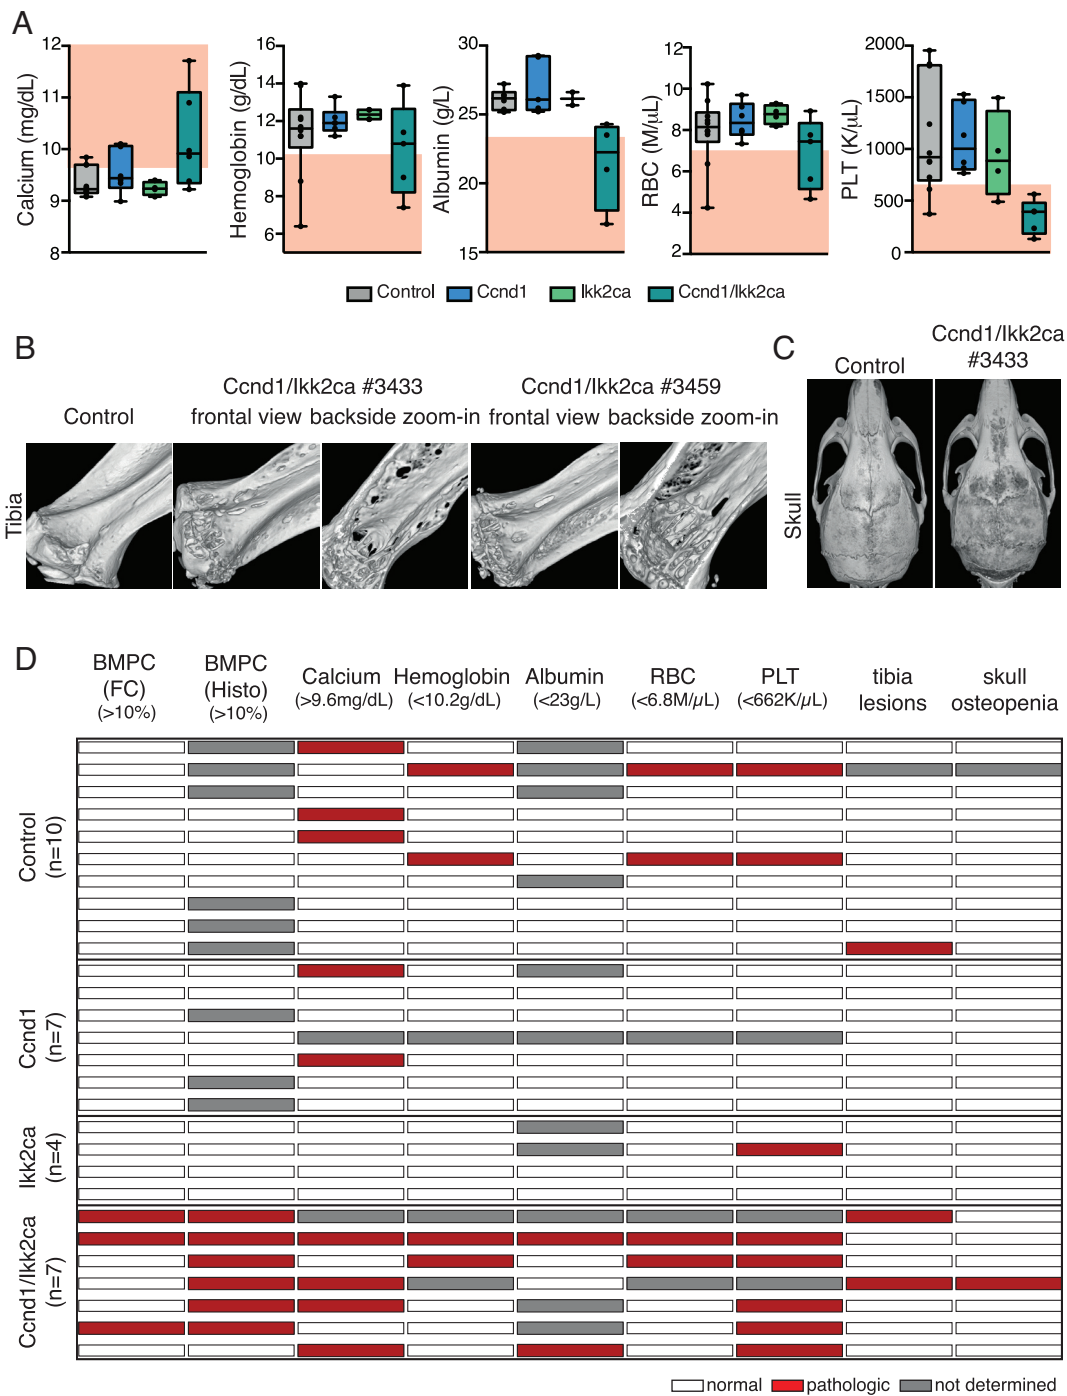 A
Calcium (mg/dL)
12
11
10
9
8
Hemoglobin (g/dL)
16
14
12
10
8
6
Albumin (g/L)
30
25
20
15
RBC (M/µL)
12
10
8
6
4
2
PLT (K/µL)
2000
1500
1000
500
0
Control Ccnd1 Ikk2ca Ccnd1/Ikk2ca
B
Control
Ccnd1/Ikk2ca #3433
frontal view backside zoom-in
Ccnd1/Ikk2ca #3459
frontal view backside zoom-in
Tibia
C
Control
Ccnd1/Ikk2ca
#3433
Skull
D
BMPC
(FC)
(>10%)
BMPC
(Histo)
(>10%)
Calcium
(>9.6mg/dL)
Hemoglobin
(<10.2g/dL)
Albumin
(<23g/L)
RBC
(<6.8M/µL)
PLT
(<662K/µL)
tibia
lesions
skull
osteopenia
Control
(n=10)
Ccnd1
(n=7)
Ikk2ca
(n=4)
Ccnd1/Ikk2ca
(n=7)
normal pathologic not determined